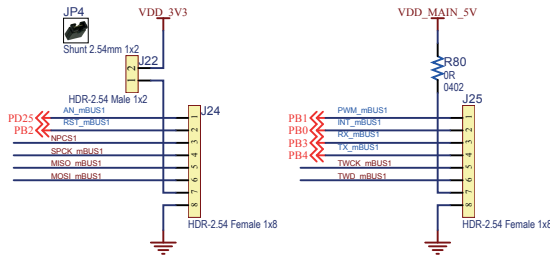 JP4
VDD_3V3
Shunt 2.54mm 1x2
J22
2
1
HDR-2.54 Male 1x2
J24
PD25
AN_mBUS1
1
PB2
RST_mBUS1
2
NPCS1
3
SPCK_mBUS1
4
MISO_mBUS1
5
MOSI_mBUS1
6
7
8
HDR-2.54 Female 1x8
VDD_MAIN_5V
R80
0R
0402
J25
PB1
PWM_mBUS1
1
PB0
INT_mBUS1
2
PB3
RX_mBUS1
3
PB4
TX_mBUS1
4
TWCK_mBUS1
5
TWD_mBUS1
6
7
8
HDR-2.54 Female 1x8